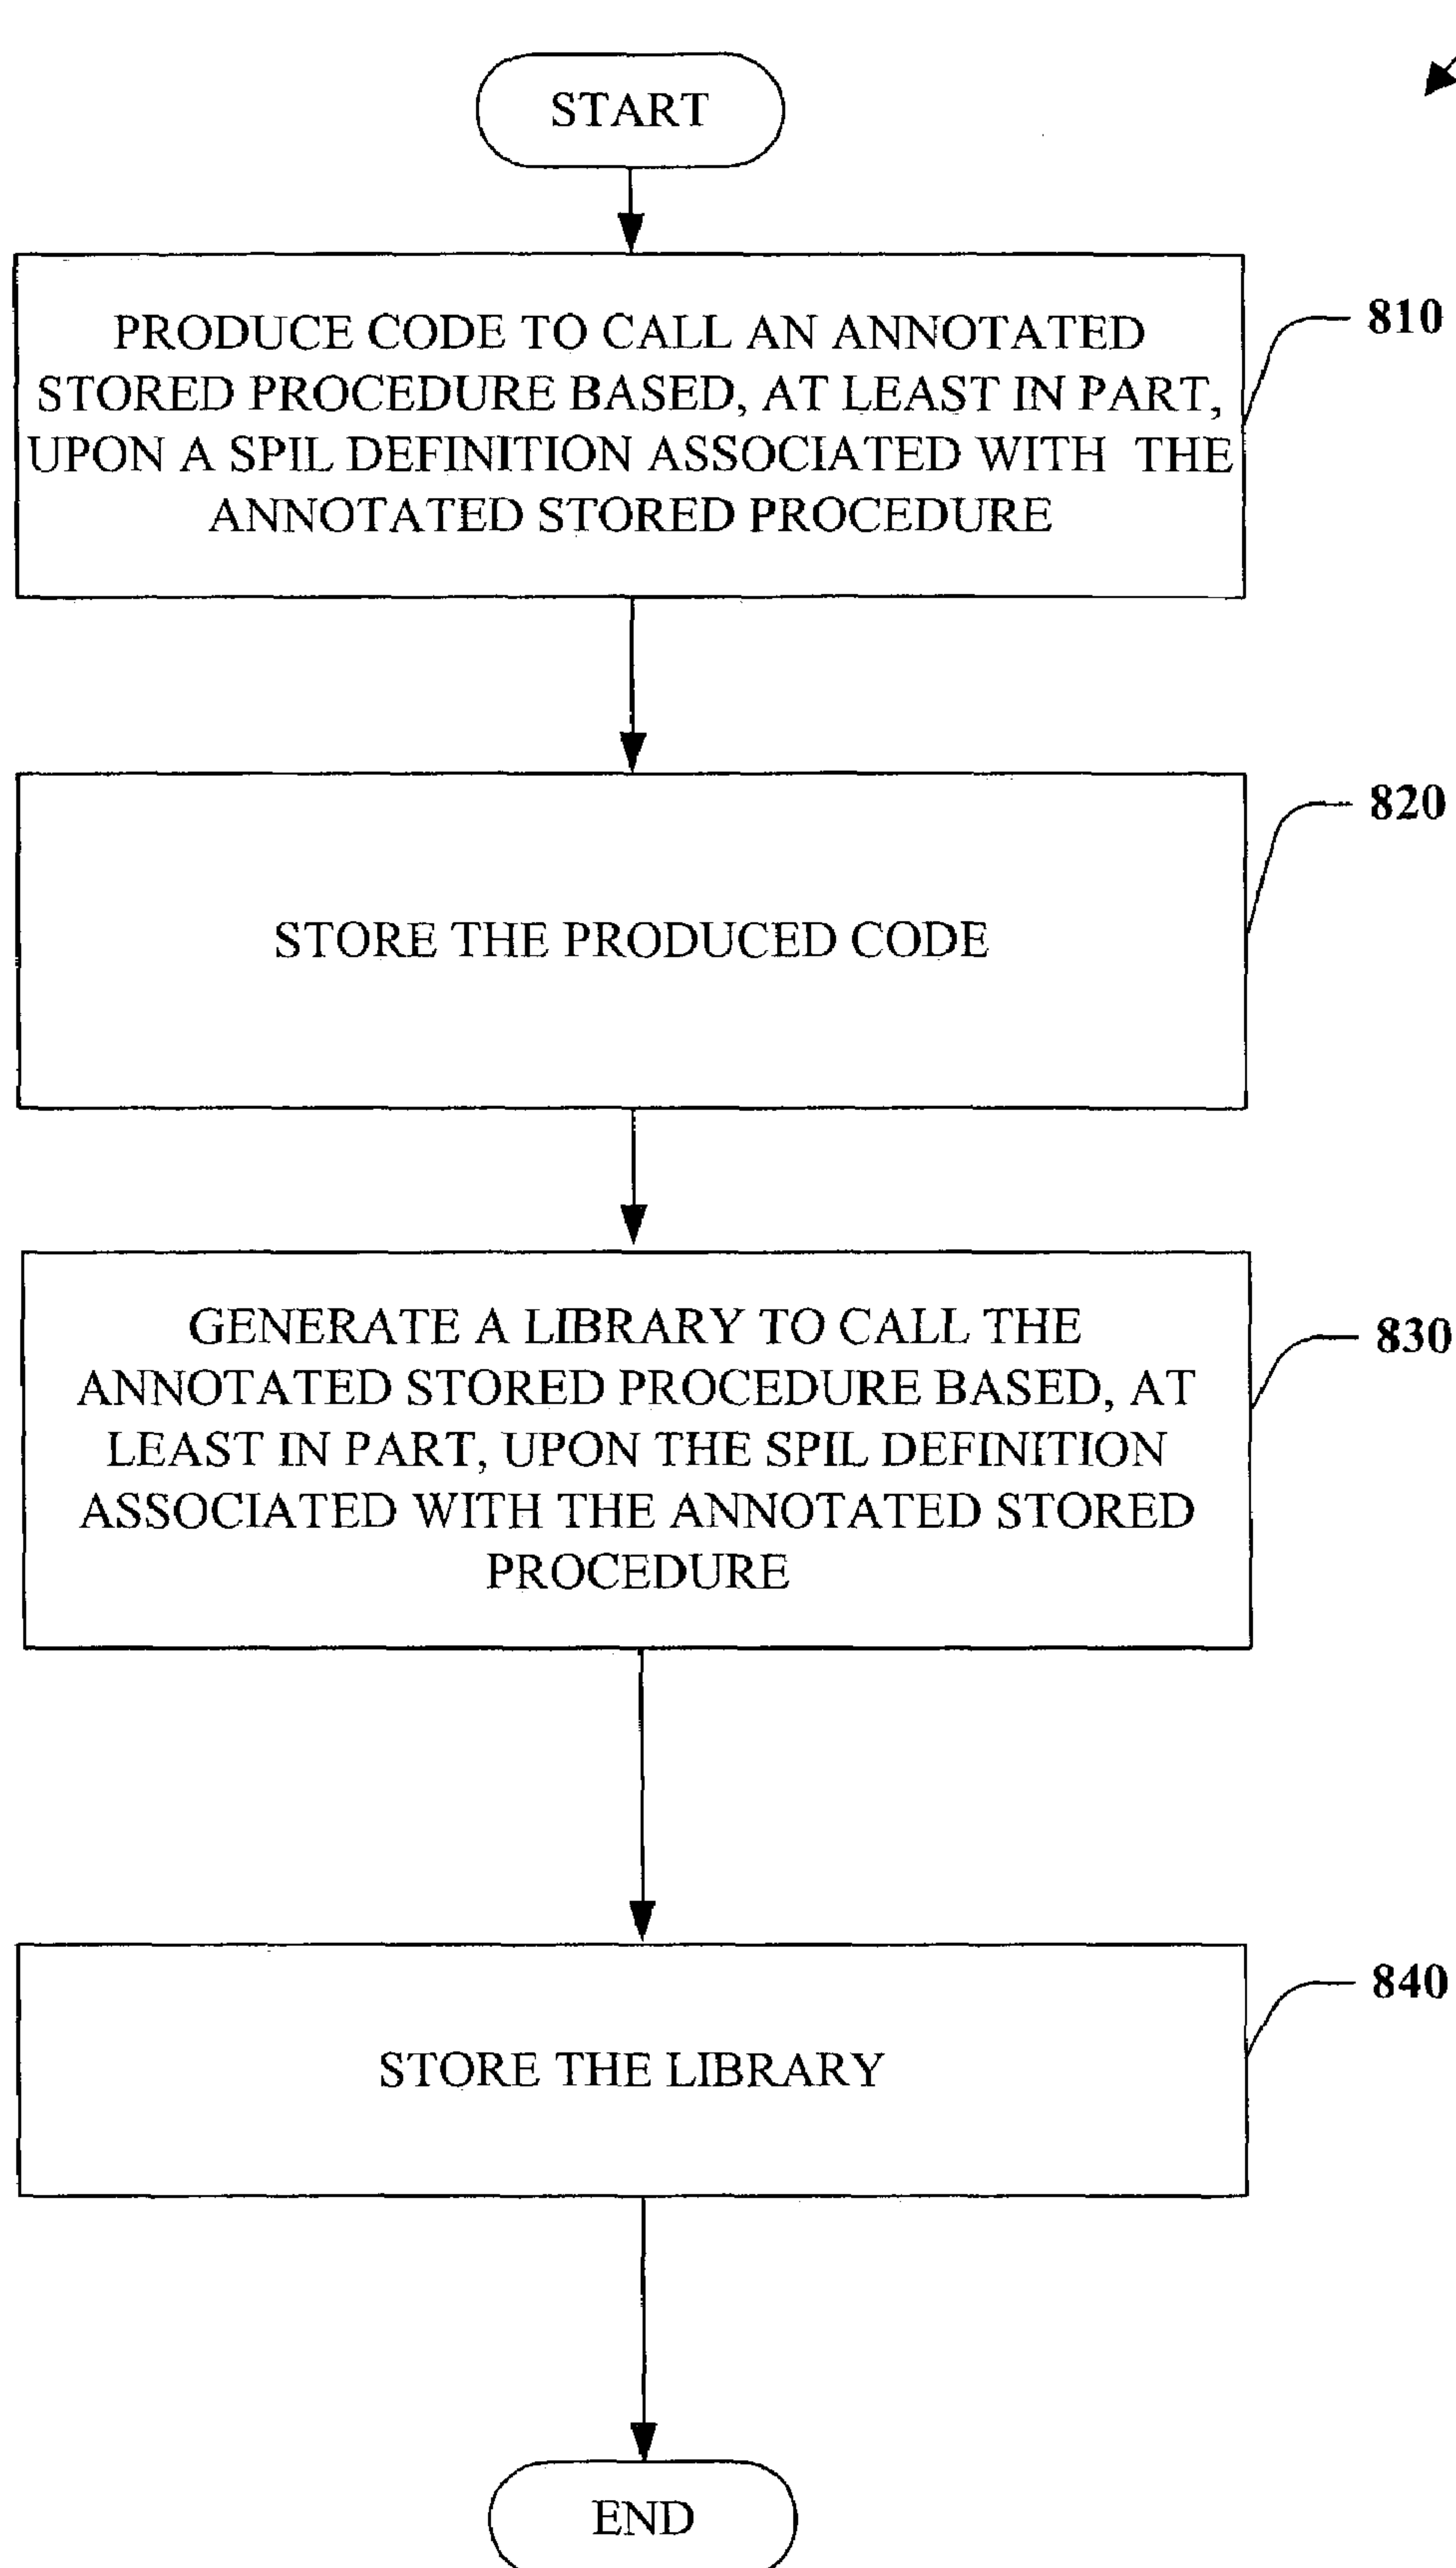 START
PRODUCE CODE TO CALL AN ANNOTATED
STORED PROCEDURE BASED, AT LEAST IN PART,
UPON A SPIL DEFINITION ASSOCIATED WITH THE
ANNOTATED STORED PROCEDURE
810
STORE THE PRODUCED CODE
820
GENERATE A LIBRARY TO CALL THE
ANNOTATED STORED PROCEDURE BASED, AT
LEAST IN PART, UPON THE SPIL DEFINITION
ASSOCIATED WITH THE ANNOTATED STORED
PROCEDURE
830
STORE THE LIBRARY
840
END